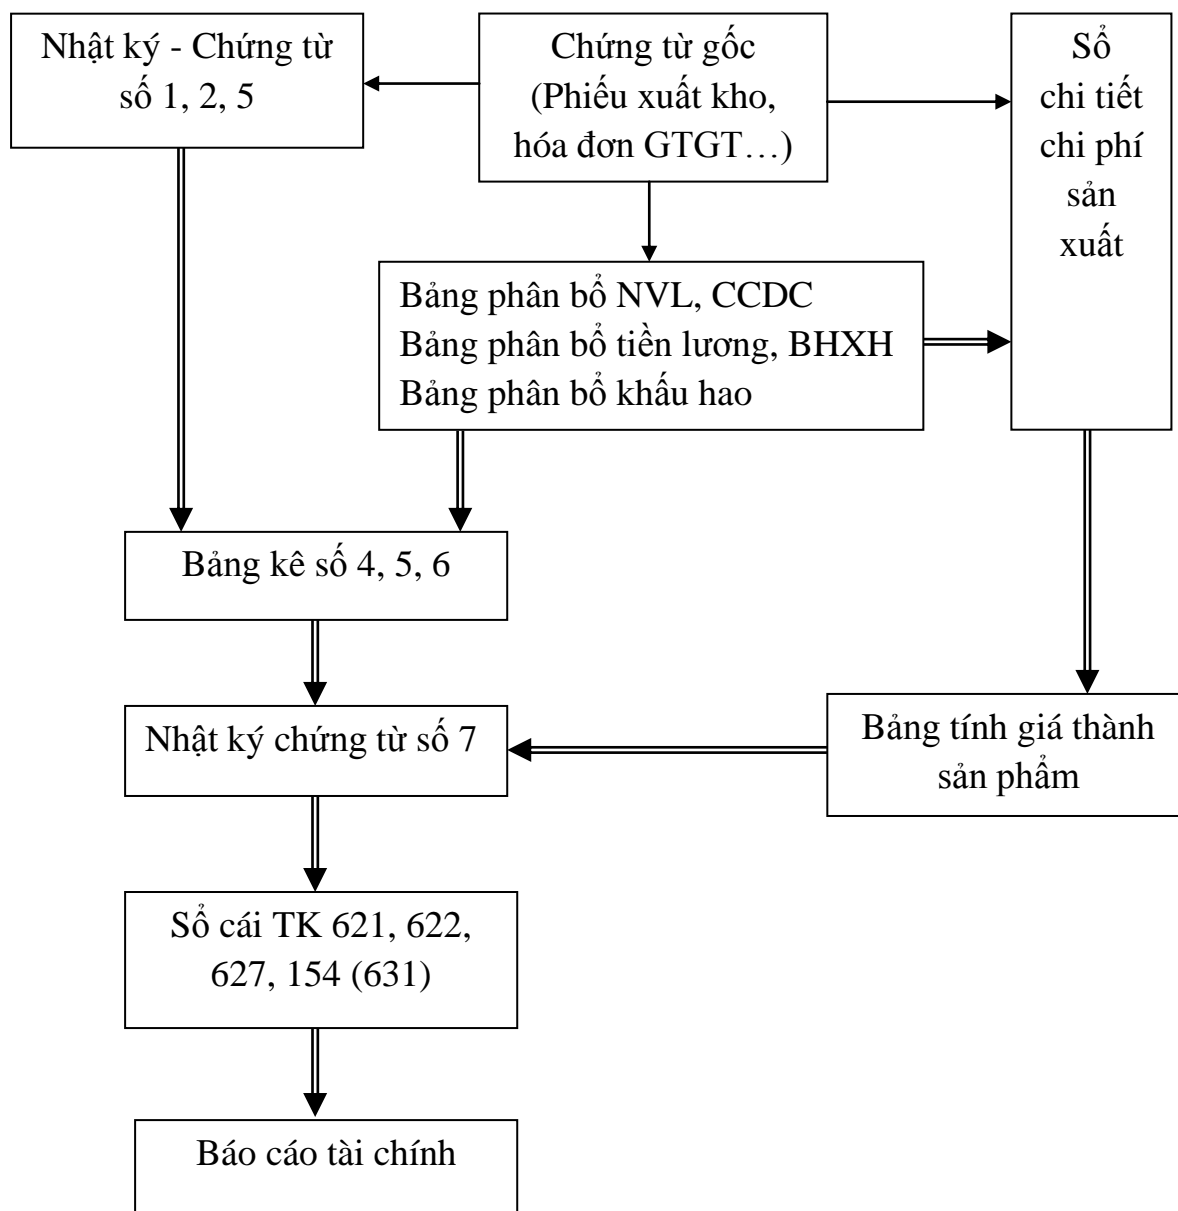 Nhật ký - Chứng từ
số 1, 2, 5
Chứng từ gốc
(Phiếu xuất kho,
hóa đơn GTGT…)
Sổ
chi tiết
chi phí
sản
xuất
Bảng phân bổ NVL, CCDC
Bảng phân bổ tiền lương, BHXH
Bảng phân bổ khấu hao
Bảng kê số 4, 5, 6
Nhật ký chứng từ số 7
Bảng tính giá thành
sản phẩm
Sổ cái TK 621, 622,
627, 154 (631)
Báo cáo tài chính